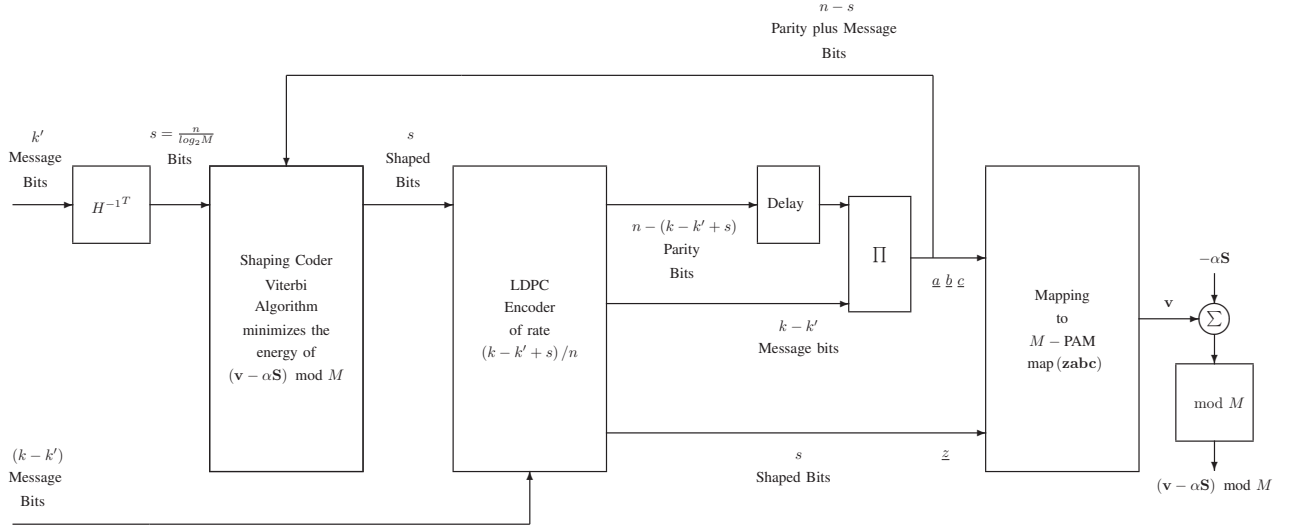 n − s
Parity plus Message
Bits
k′
Message
Bits
s = n/log₂M
Bits
s
Shaped
Bits
H⁻¹ᵀ
Delay
n − (k − k′ + s)
Parity
Bits
∏
a b c
Shaping Coder
Viterbi
Algorithm
minimizes the
energy of
(v − αS) mod M
LDPC
Encoder
of rate
(k − k′ + s) /n
k − k′
Message bits
Mapping
to
M − PAM
map (zabc)
−αS
v
∑
mod M
(v − αS) mod M
(k − k′)
Message
Bits
s
Shaped Bits
z